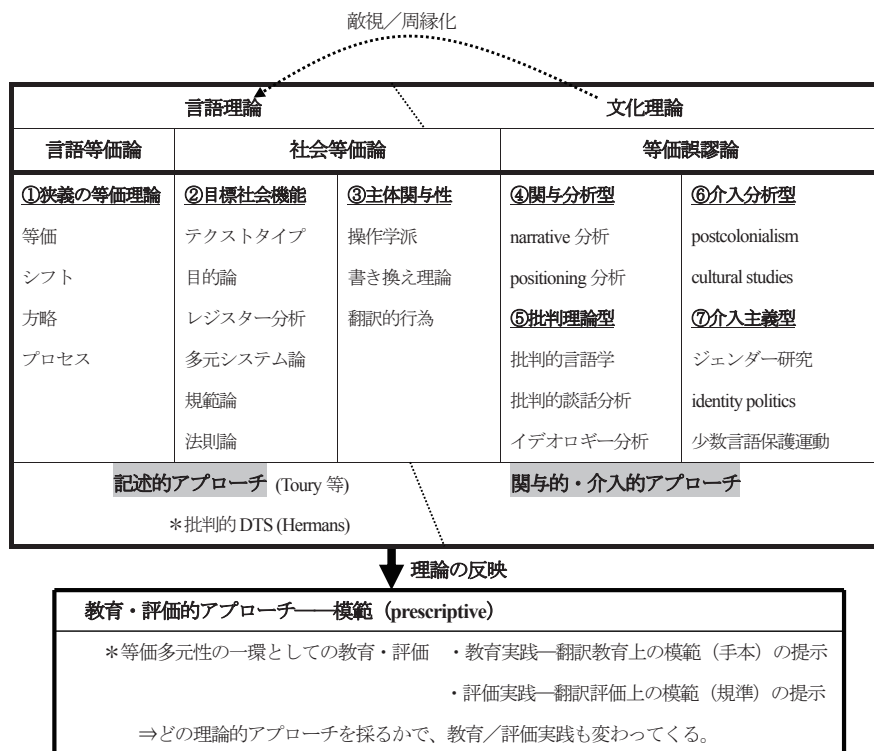 敵視／周縁化
言語理論
文化理論
言語等価論
社会等価論
等価誤謬論
①狭義の等価理論
等価
シフト
方略
プロセス
②目標社会機能
テクストタイプ
目的論
レジスター分析
多元システム論
規範論
法則論
③主体関与性
操作学派
書き換え理論
翻訳的行為
④関与分析型
narrative 分析
positioning 分析
⑤批判理論型
批判的言語学
批判的談話分析
イデオロギー分析
⑥介入分析型
postcolonialism
cultural studies
⑦介入主義型
ジェンダー研究
identity politics
少数言語保護運動
記述的アプローチ (Toury 等)
＊批判的 DTS (Hermans)
関与的・介入的アプローチ
理論の反映
教育・評価的アプローチ――模範（prescriptive）
＊等価多元性の一環としての教育・評価　・教育実践―翻訳教育上の模範（手本）の提示
・評価実践―翻訳評価上の模範（規準）の提示
⇒どの理論的アプローチを採るかで、教育／評価実践も変わってくる。